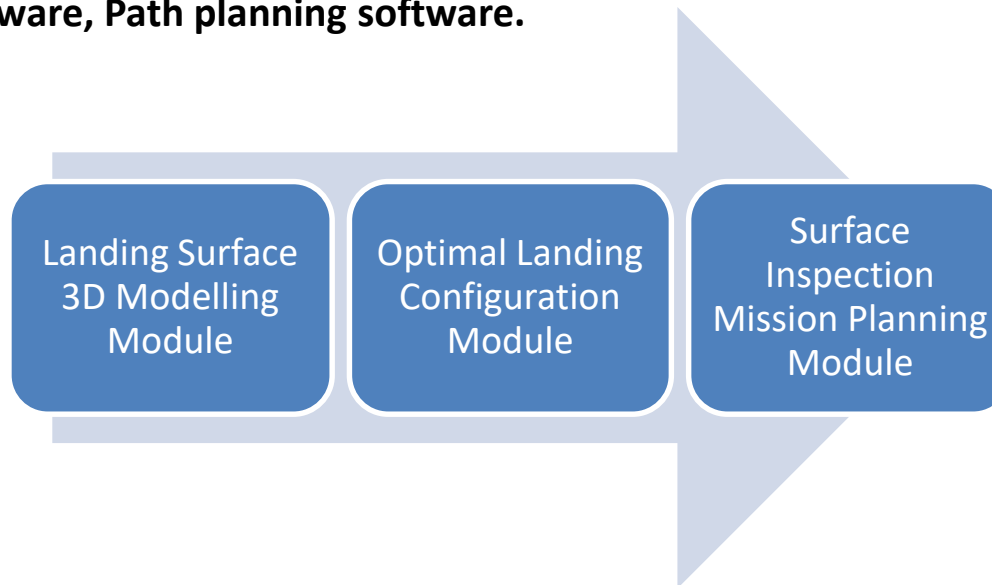 ware, Path planning software.
Landing Surface
3D Modelling
Module
Optimal Landing
Configuration
Module
Surface
Inspection
Mission Planning
Module